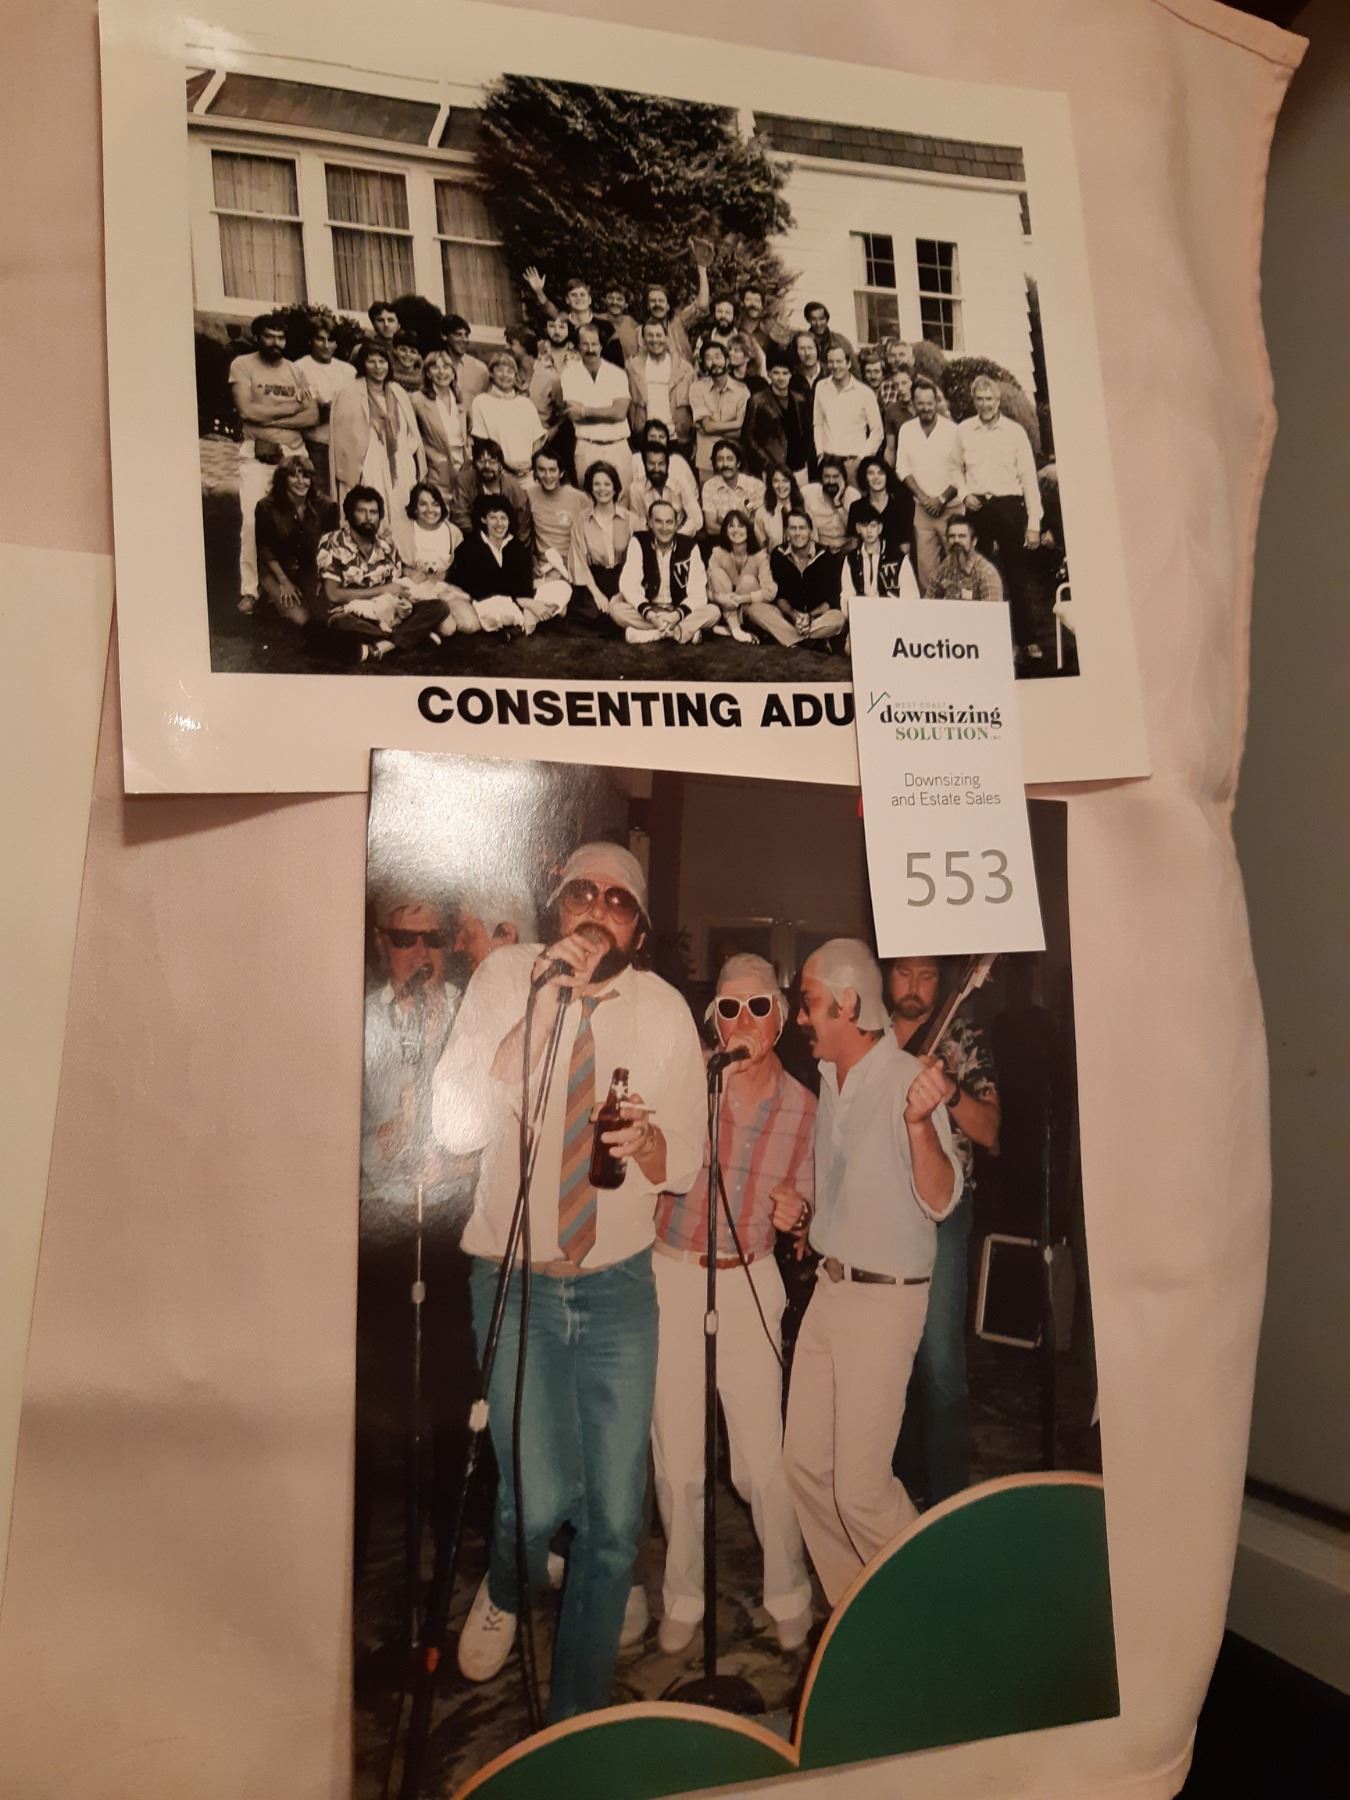 CONSENTING ADU
Auction
WEST COAST
downsizing
SOLUTION INC.
Downsizing
and Estate Sales
553
W
W